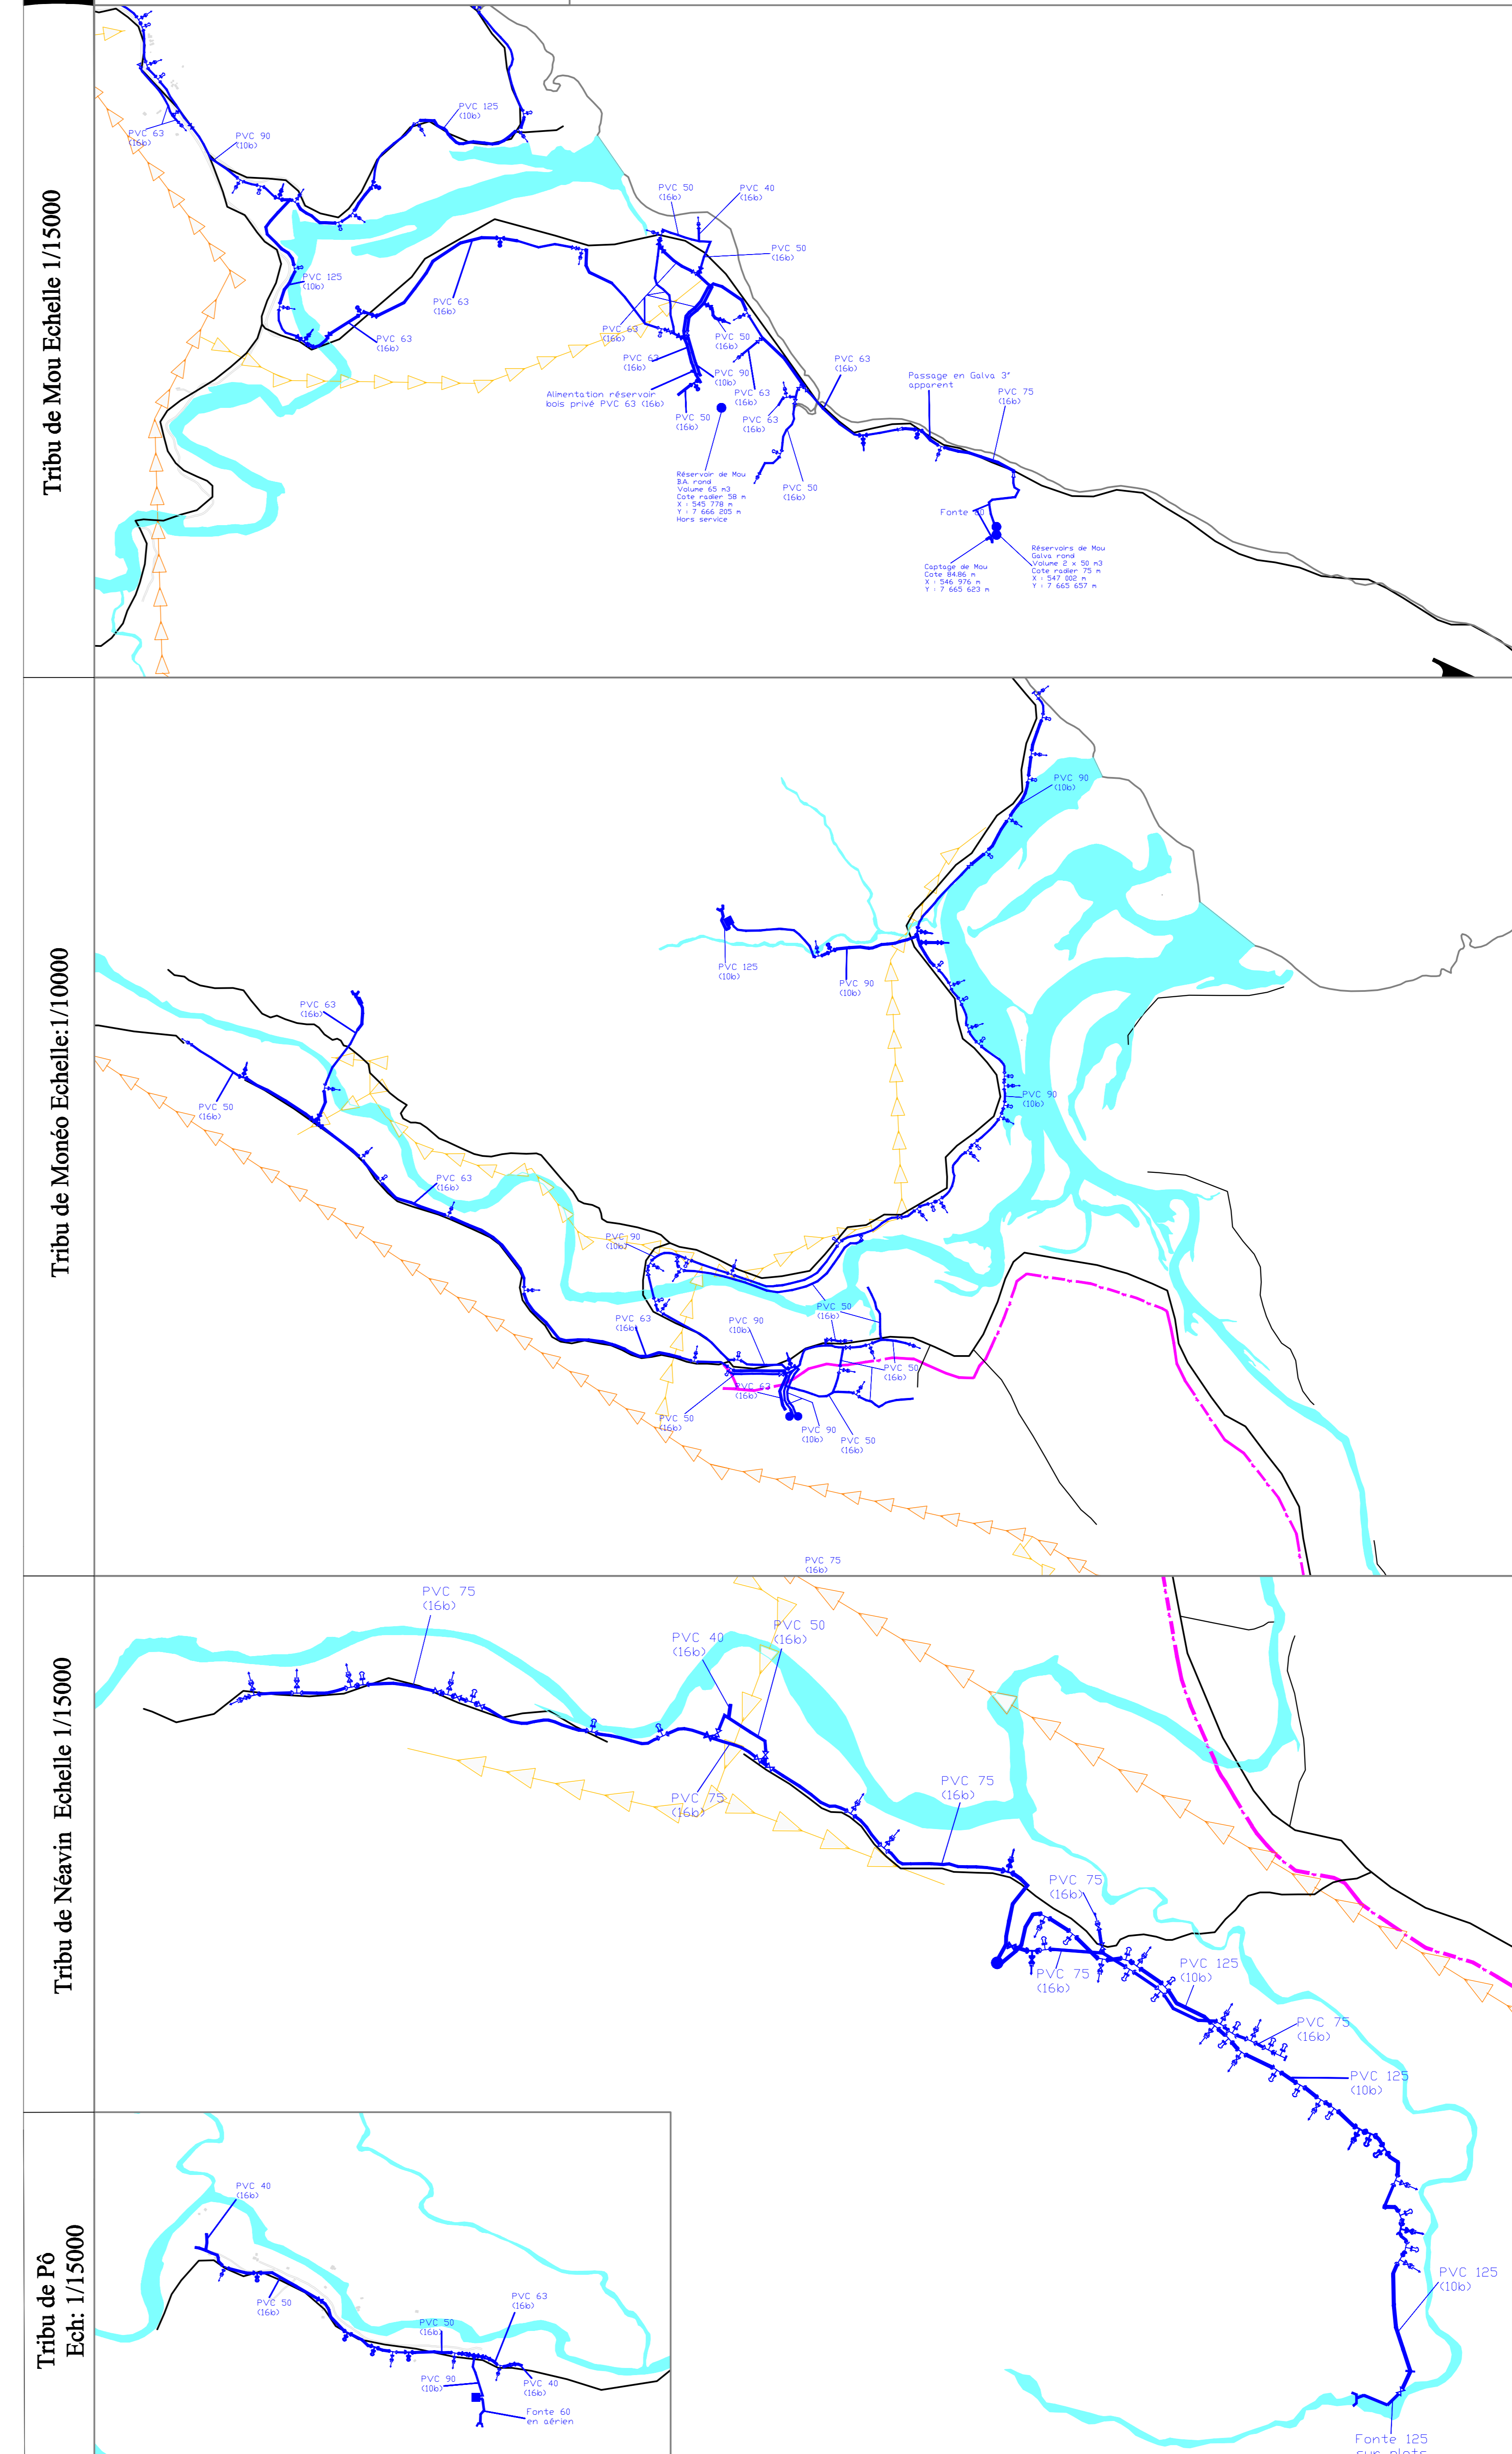 Tribu de Mou Echelle 1/15000
PVC 63
(16b)
PVC 90
(10b)
PVC 125
(10b)
PVC 50
(16b)
PVC 40
(16b)
PVC 50
(16b)
PVC 125
(10b)
PVC 63
(16b)
PVC 63
(16b)
PVC 63
(16b)
PVC 50
(16b)
PVC 63
(16b)
PVC 90
(10b)
PVC 63
(16b)
Passage en Galva 3"
apparent
PVC 75
(16b)
Alimentation réservoir
bois privé PVC 63 (16b)
PVC 63
(16b)
PVC 50
(16b)
PVC 63
(16b)
Réservoir de Mou
B.A. rond
Volume 65 m3
Cote radier 58 m
X : 545 778 m
Y : 7 666 205 m
Hors service
PVC 50
(16b)
Fonte
Captage de Mou
Cote 84.86 m
X : 546 976 m
Y : 7 665 623 m
Réservoirs de Mou
Galva rond
Volume 2 x 50 m3
Cote radier 75 m
X : 547 002 m
Y : 7 665 657 m
Tribu de Monéo Echelle:1/10000
PVC 90
(10b)
PVC 125
(10b)
PVC 90
(10b)
PVC 63
(16b)
PVC 50
(16b)
PVC 90
(10b)
PVC 63
(16b)
PVC 90
(10b)
PVC 63
(16b)
PVC 90
(10b)
PVC 50
(16b)
PVC 50
(16b)
PVC 63
(16b)
PVC 50
(16b)
PVC 90
(10b)
PVC 50
(16b)
PVC 75
(16b)
Tribu de Néavin Echelle 1/15000
PVC 75
(16b)
PVC 40
(16b)
PVC 50
(16b)
PVC 75
(16b)
PVC 75
(16b)
PVC 75
(16b)
PVC 75
(16b)
PVC 125
(10b)
PVC 75
(16b)
PVC 125
(10b)
PVC 125
(10b)
Fonte 125
sur plots
Tribu de Pô
Ech: 1/15000
PVC 40
(16b)
PVC 50
(16b)
PVC 50
(16b)
PVC 63
(16b)
PVC 90
(10b)
PVC 40
(16b)
Fonte 60
en aérien